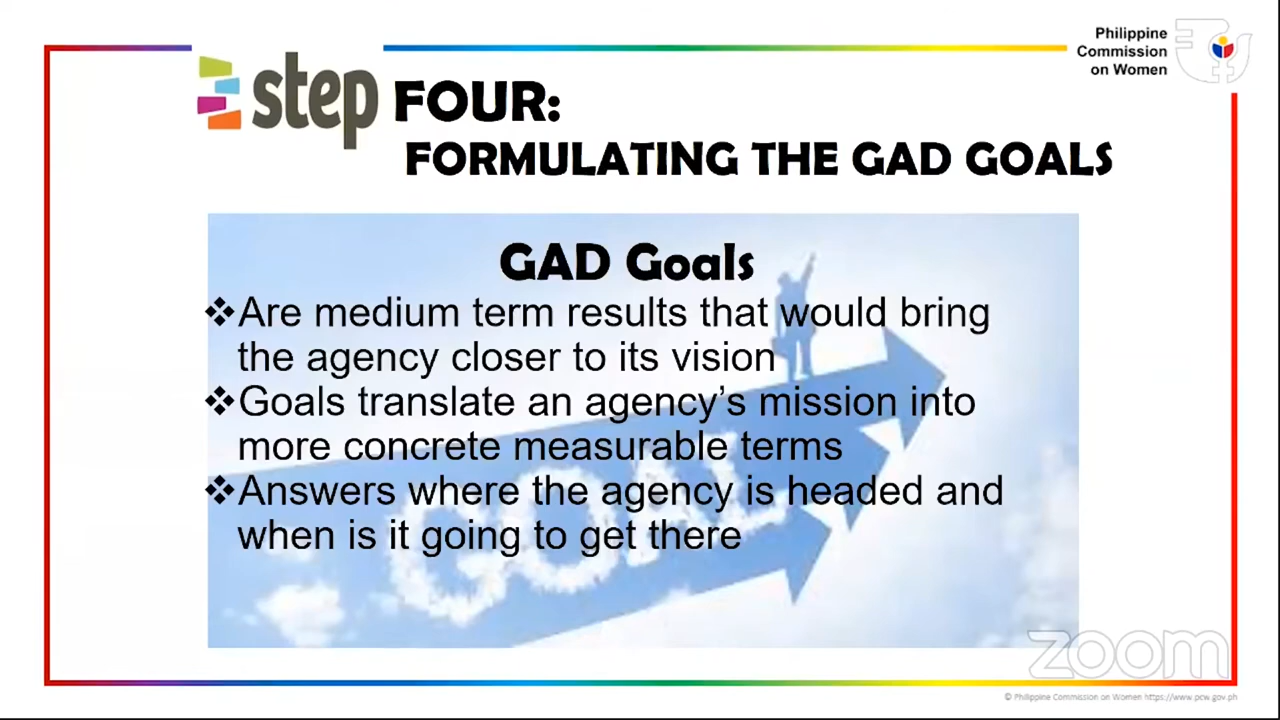 Philippine
Commission
on Women
step FOUR:
FORMULATING THE GAD GOALS
GAD Goals
❖Are medium term results that would bring
the agency closer to its vision
❖Goals translate an agency’s mission into
more concrete measurable terms
❖Answers where the agency is headed and
when is it going to get there
GOAL
zoom
© Philippine Commission on Women https://www.pcw.gov.ph